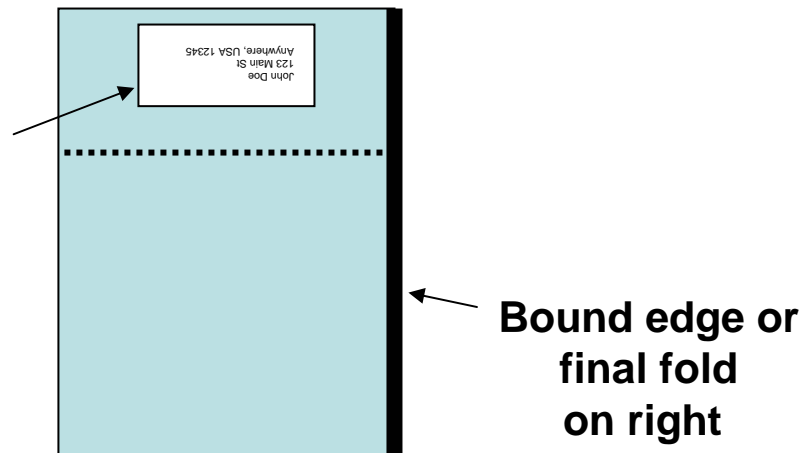 John Doe
123 Main St
Anywhere, USA 12345
Bound edge or
final fold
on right